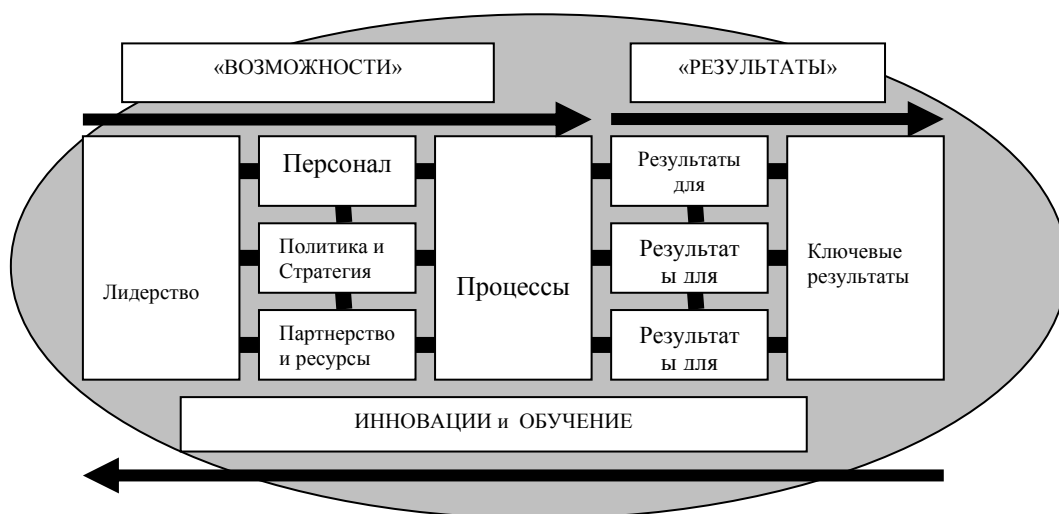 «ВОЗМОЖНОСТИ»
«РЕЗУЛЬТАТЫ»
Лидерство
Персонал
Политика и
Стратегия
Партнерство
и ресурсы
Процессы
Результаты
для
Результат
ы для
Результат
ы для
Ключевые
результаты
ИННОВАЦИИ и ОБУЧЕНИЕ